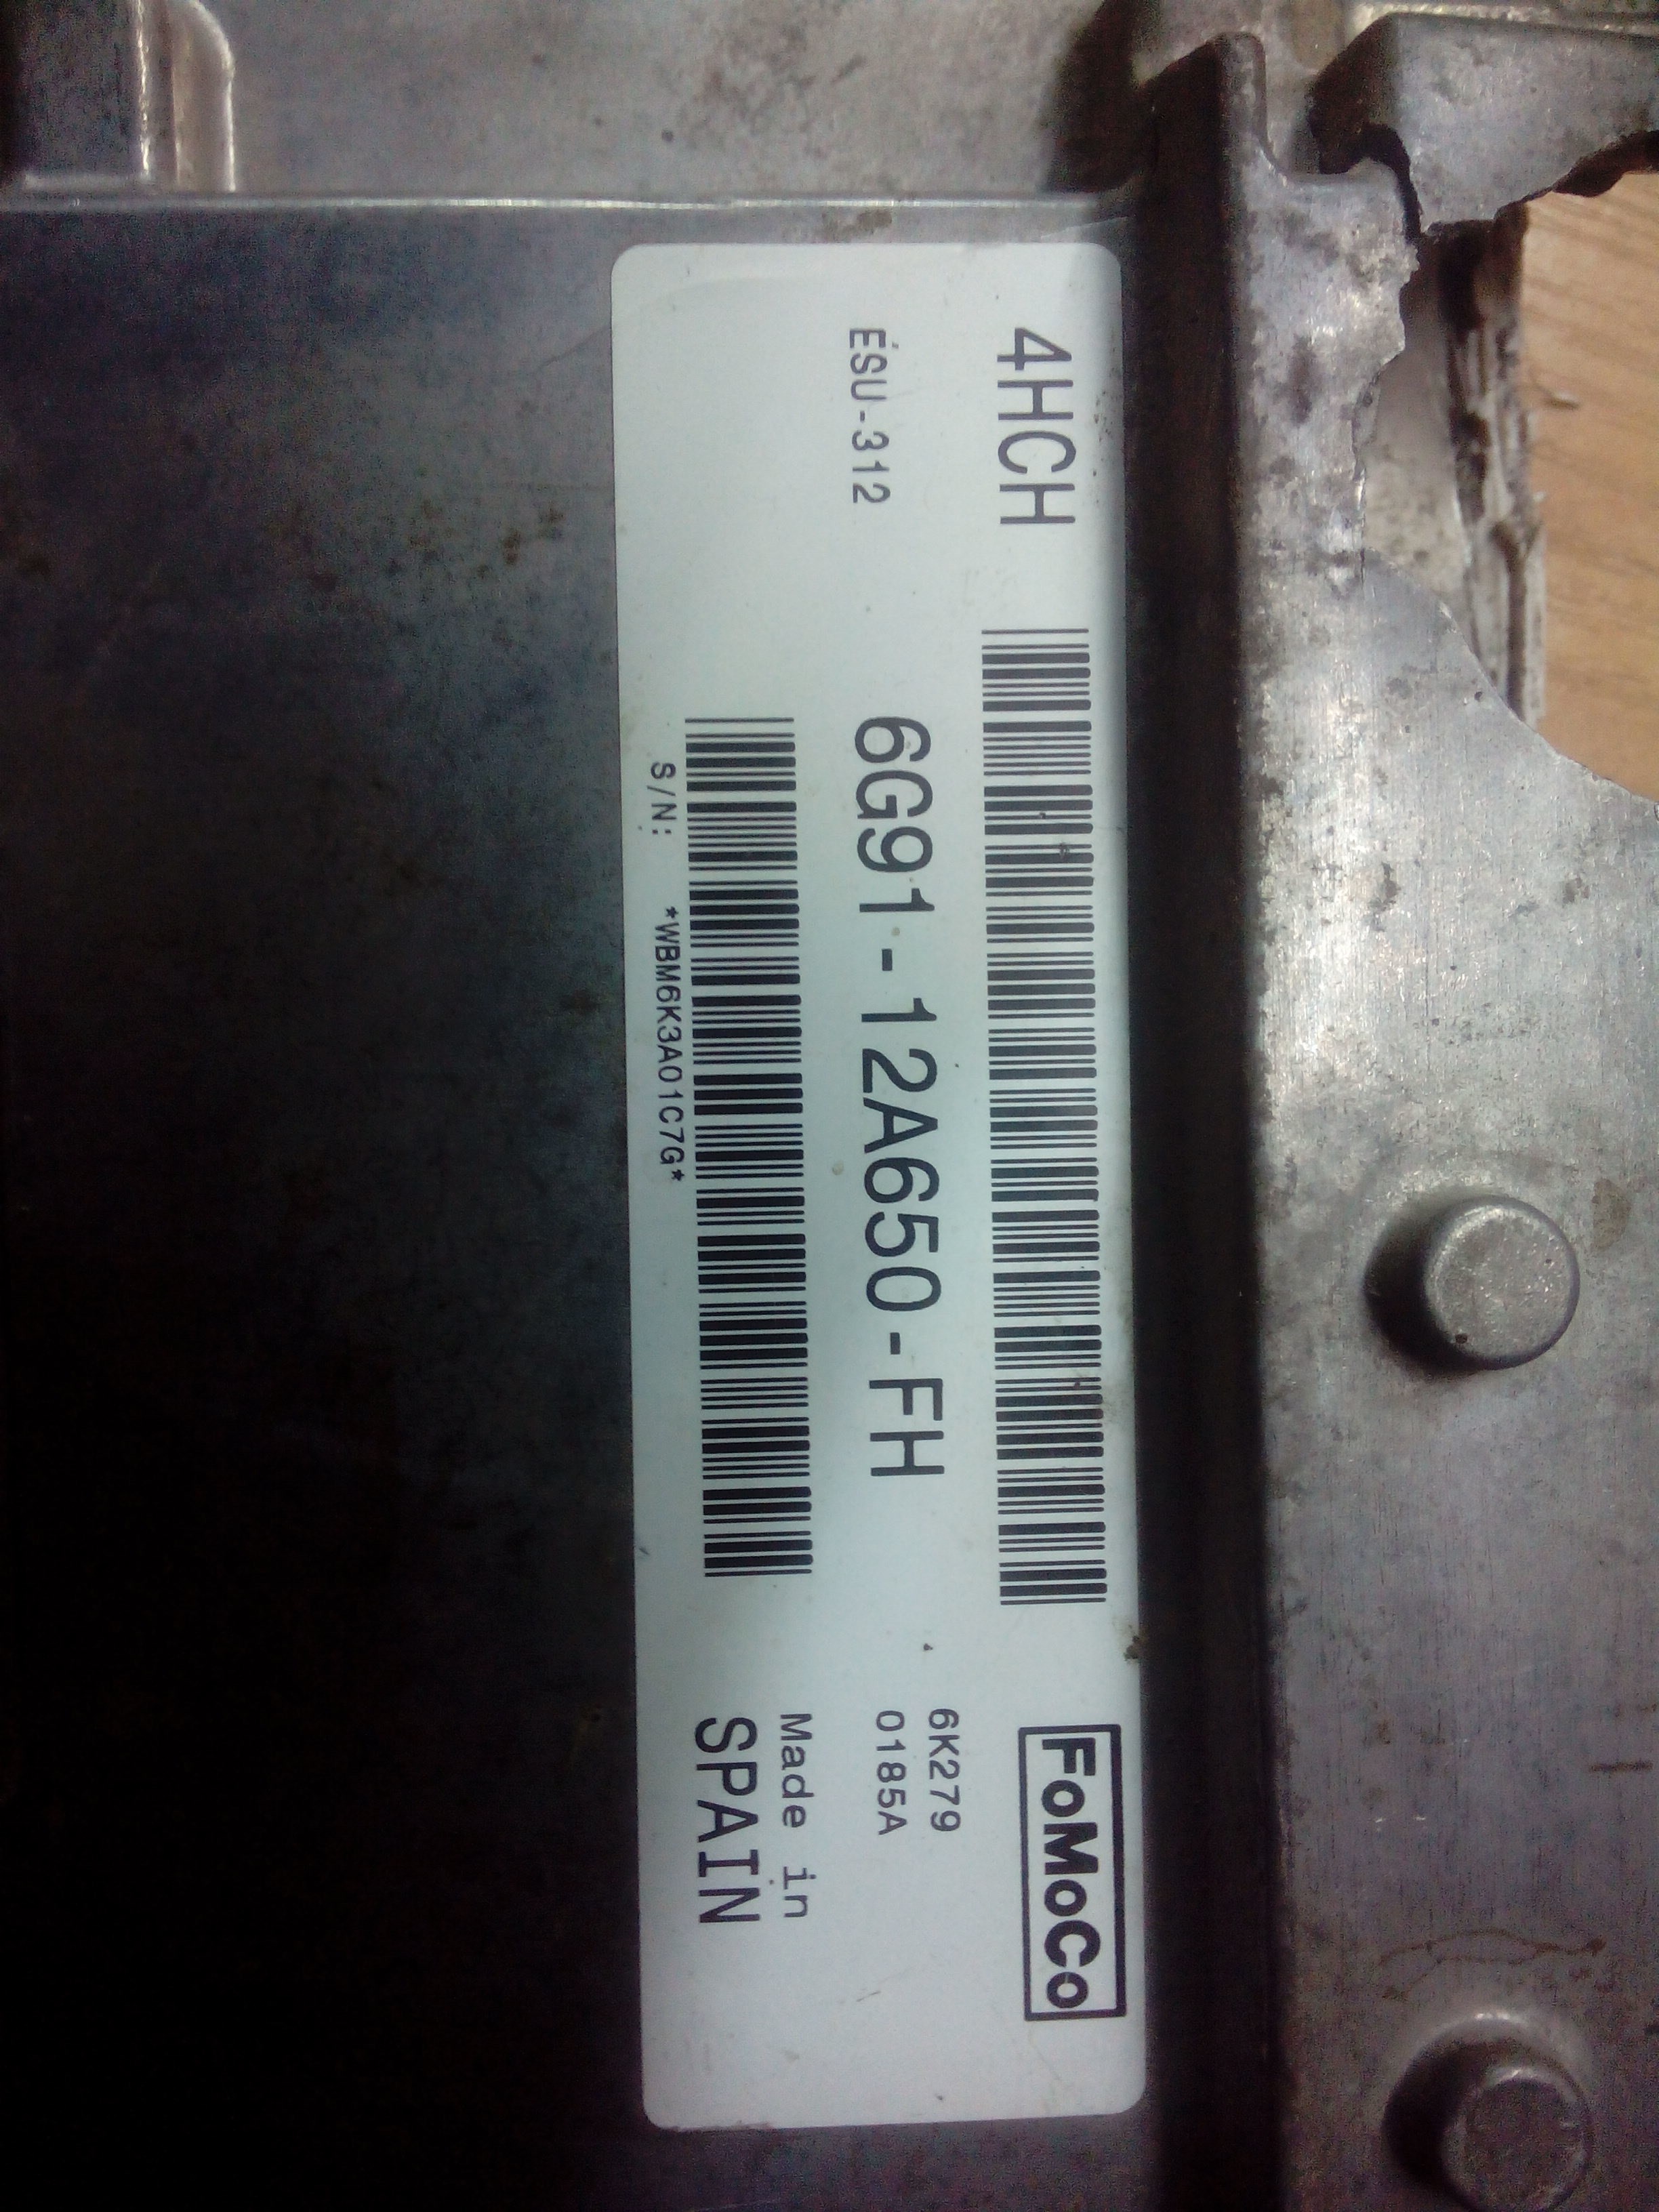 4HCH
FoMoCo
ESU-312
6G91-12A650-FH
6K279
0185A
S/N: *WBM6K3A01C7G*
Made in
SPAIN